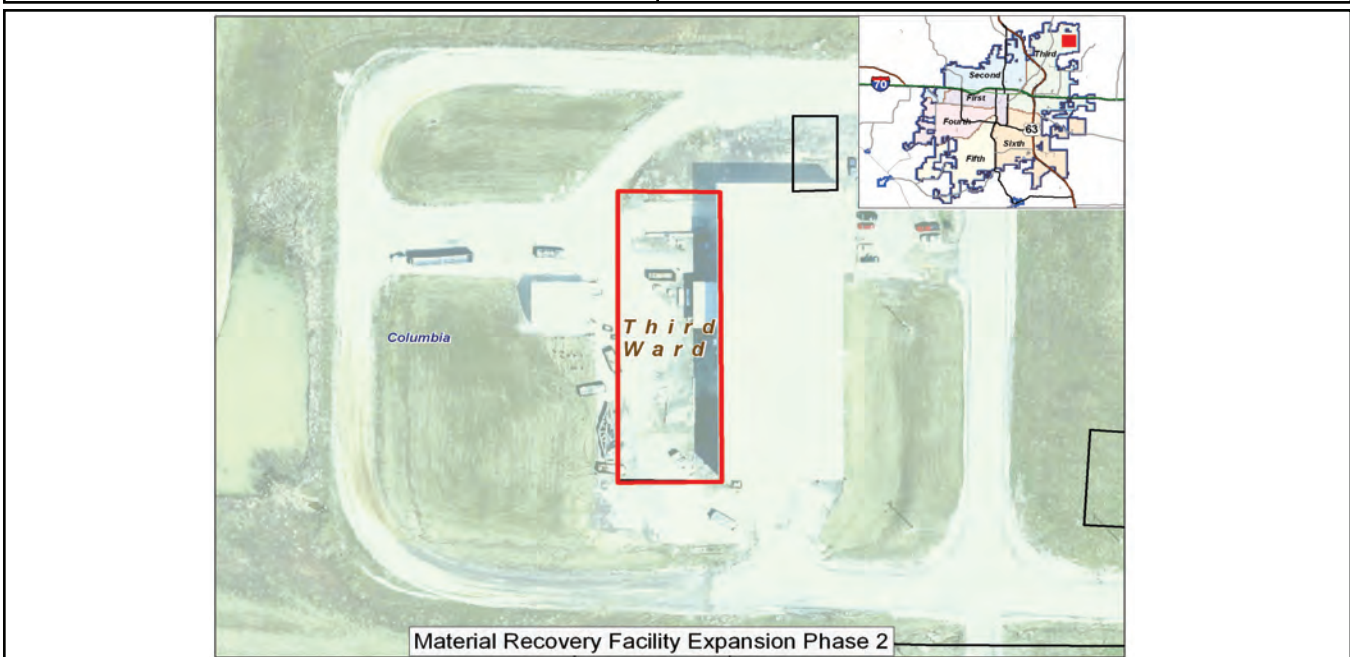 Third
Second
70
First
Fourth
63
Sixth
Fifth
Third
Ward
Columbia
Material Recovery Facility Expansion Phase 2